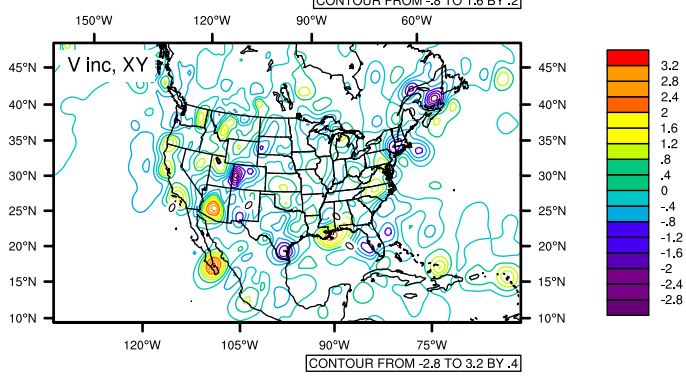 CONTOUR FROM -.8 TO 1.6 BY .2
150°W 120°W 90°W 60°W
V inc, XY
45°N 45°N
40°N 40°N
35°N 35°N
30°N 30°N
25°N 25°N
20°N 20°N
15°N 15°N
10°N 10°N
120°W 105°W 90°W 75°W
CONTOUR FROM -2.8 TO 3.2 BY .4
3.2
2.8
2.4
2
1.6
1.2
.8
.4
0
-.4
-.8
-1.2
-1.6
-2
-2.4
-2.8